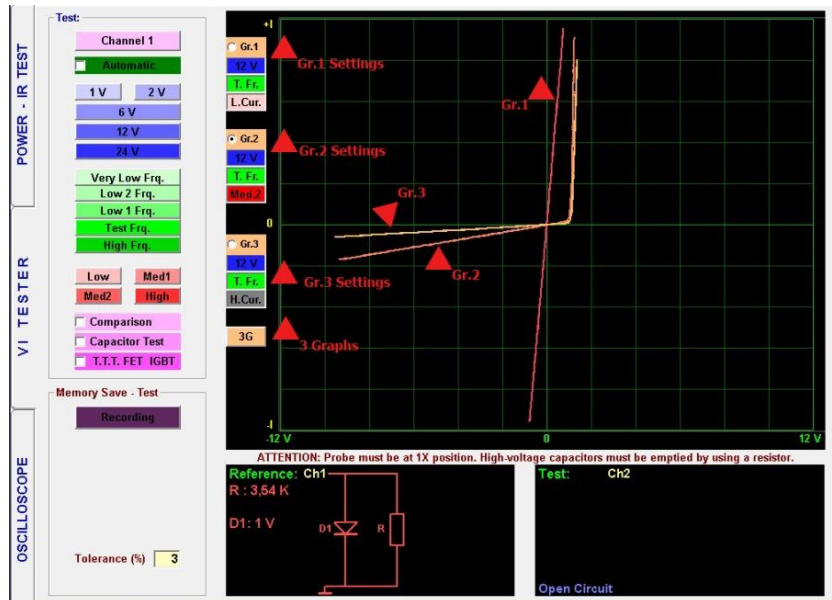 POWER - IR TEST
VI TESTER
OSCILLOSCOPE
Test:
Channel 1
Automatic
1 V
2 V
6 V
12 V
24 V
Very Low Frq.
Low 2 Frq.
Low 1 Frq.
Test Frq.
High Frq.
Low
Med1
Med2
High
Comparison
Capacitor Test
T.T.T. FET IGBT
Memory Save - Test
Recording
Tolerance (%) 3
Gr.1
12 V
T. Fr.
L.Cur.
Gr.2
12 V
T. Fr.
Med.2
Gr.3
12 V
T. Fr.
H.Cur.
3G
+I
0
-I
-12 V
0
12 V
Gr.1 Settings
Gr.2 Settings
Gr.3 Settings
3 Graphs
Gr.1
Gr.3
Gr.2
ATTENTION: Probe must be at 1X position. High-voltage capacitors must be emptied by using a resistor.
Reference: Ch1
R : 3,54 K
D1: 1 V
D1
R
Test: Ch2
Open Circuit